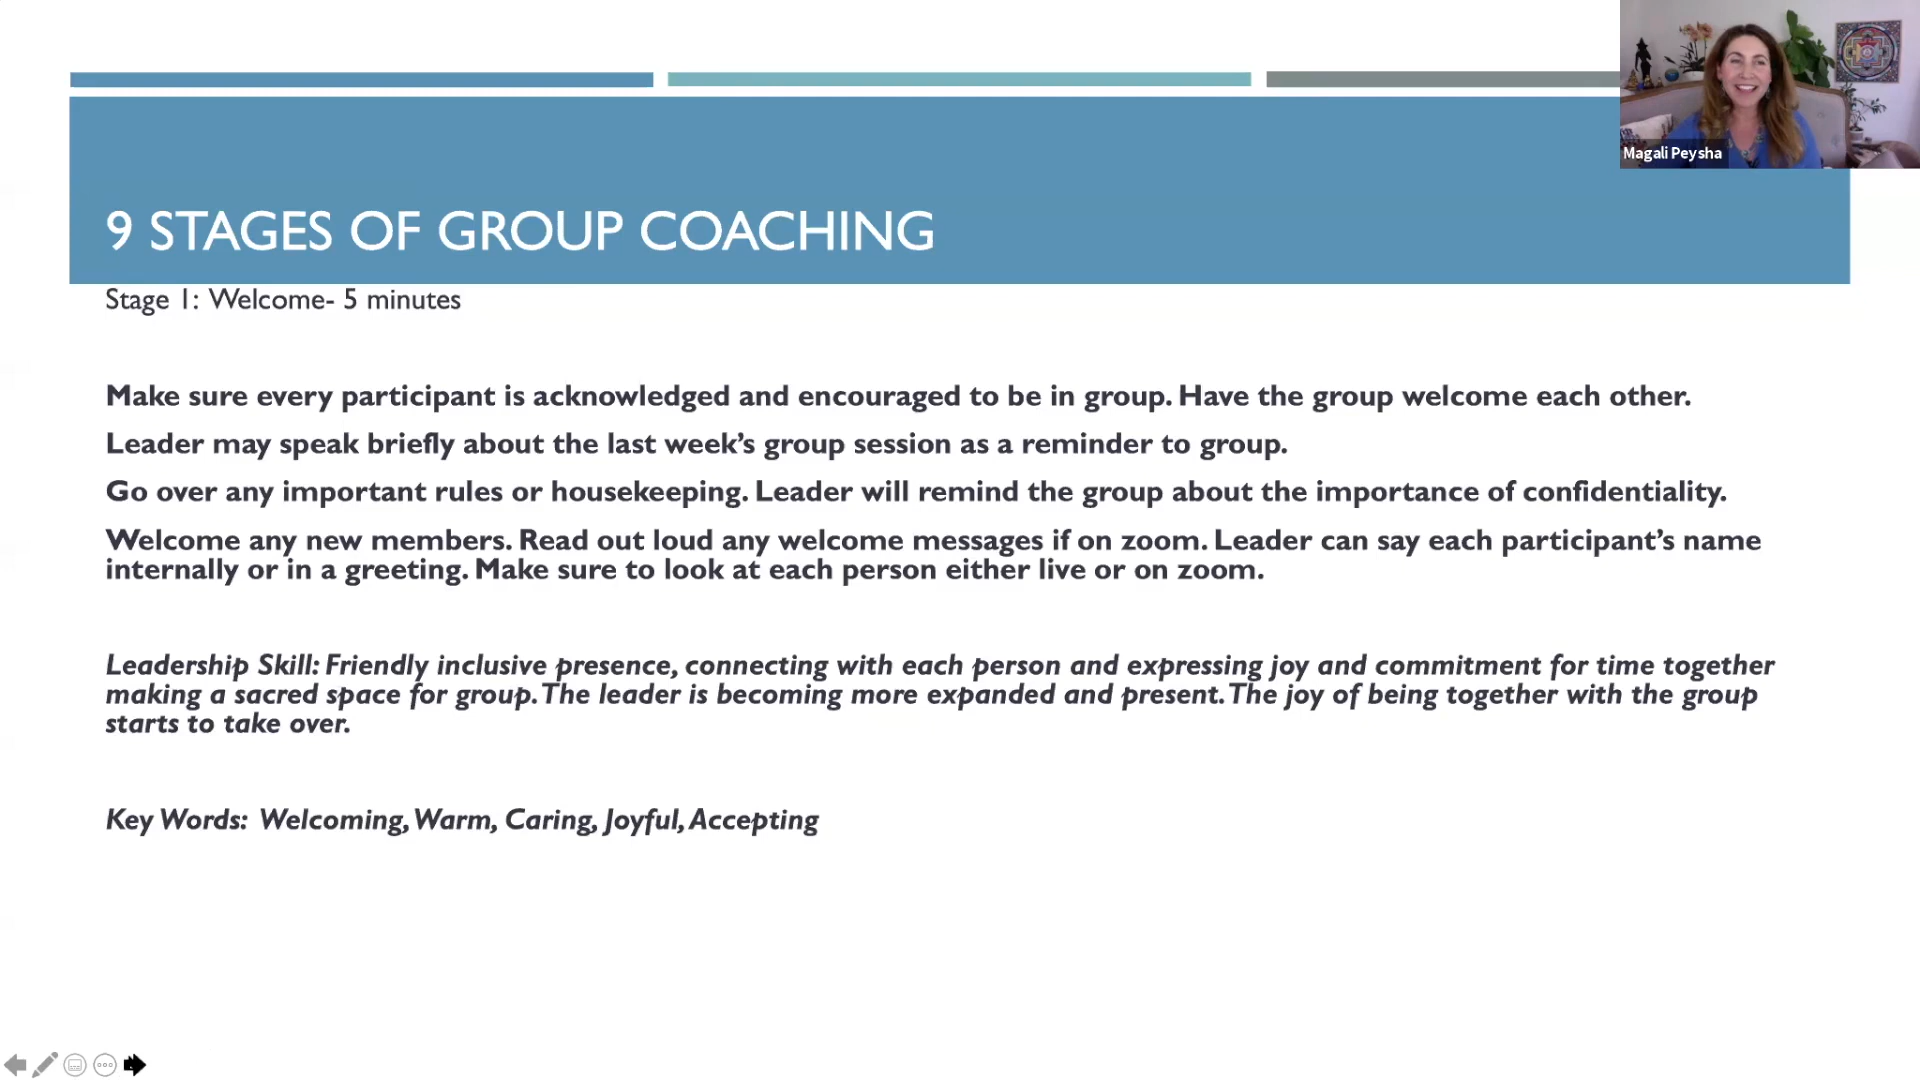 Magali Peysha
9 STAGES OF GROUP COACHING
Stage 1: Welcome- 5 minutes
Make sure every participant is acknowledged and encouraged to be in group. Have the group welcome each other.
Leader may speak briefly about the last week’s group session as a reminder to group.
Go over any important rules or housekeeping. Leader will remind the group about the importance of confidentiality.
Welcome any new members. Read out loud any welcome messages if on zoom. Leader can say each participant’s name
internally or in a greeting. Make sure to look at each person either live or on zoom.
Leadership Skill: Friendly inclusive presence, connecting with each person and expressing joy and commitment for time together
making a sacred space for group. The leader is becoming more expanded and present. The joy of being together with the group
starts to take over.
Key Words:  Welcoming, Warm, Caring, Joyful, Accepting